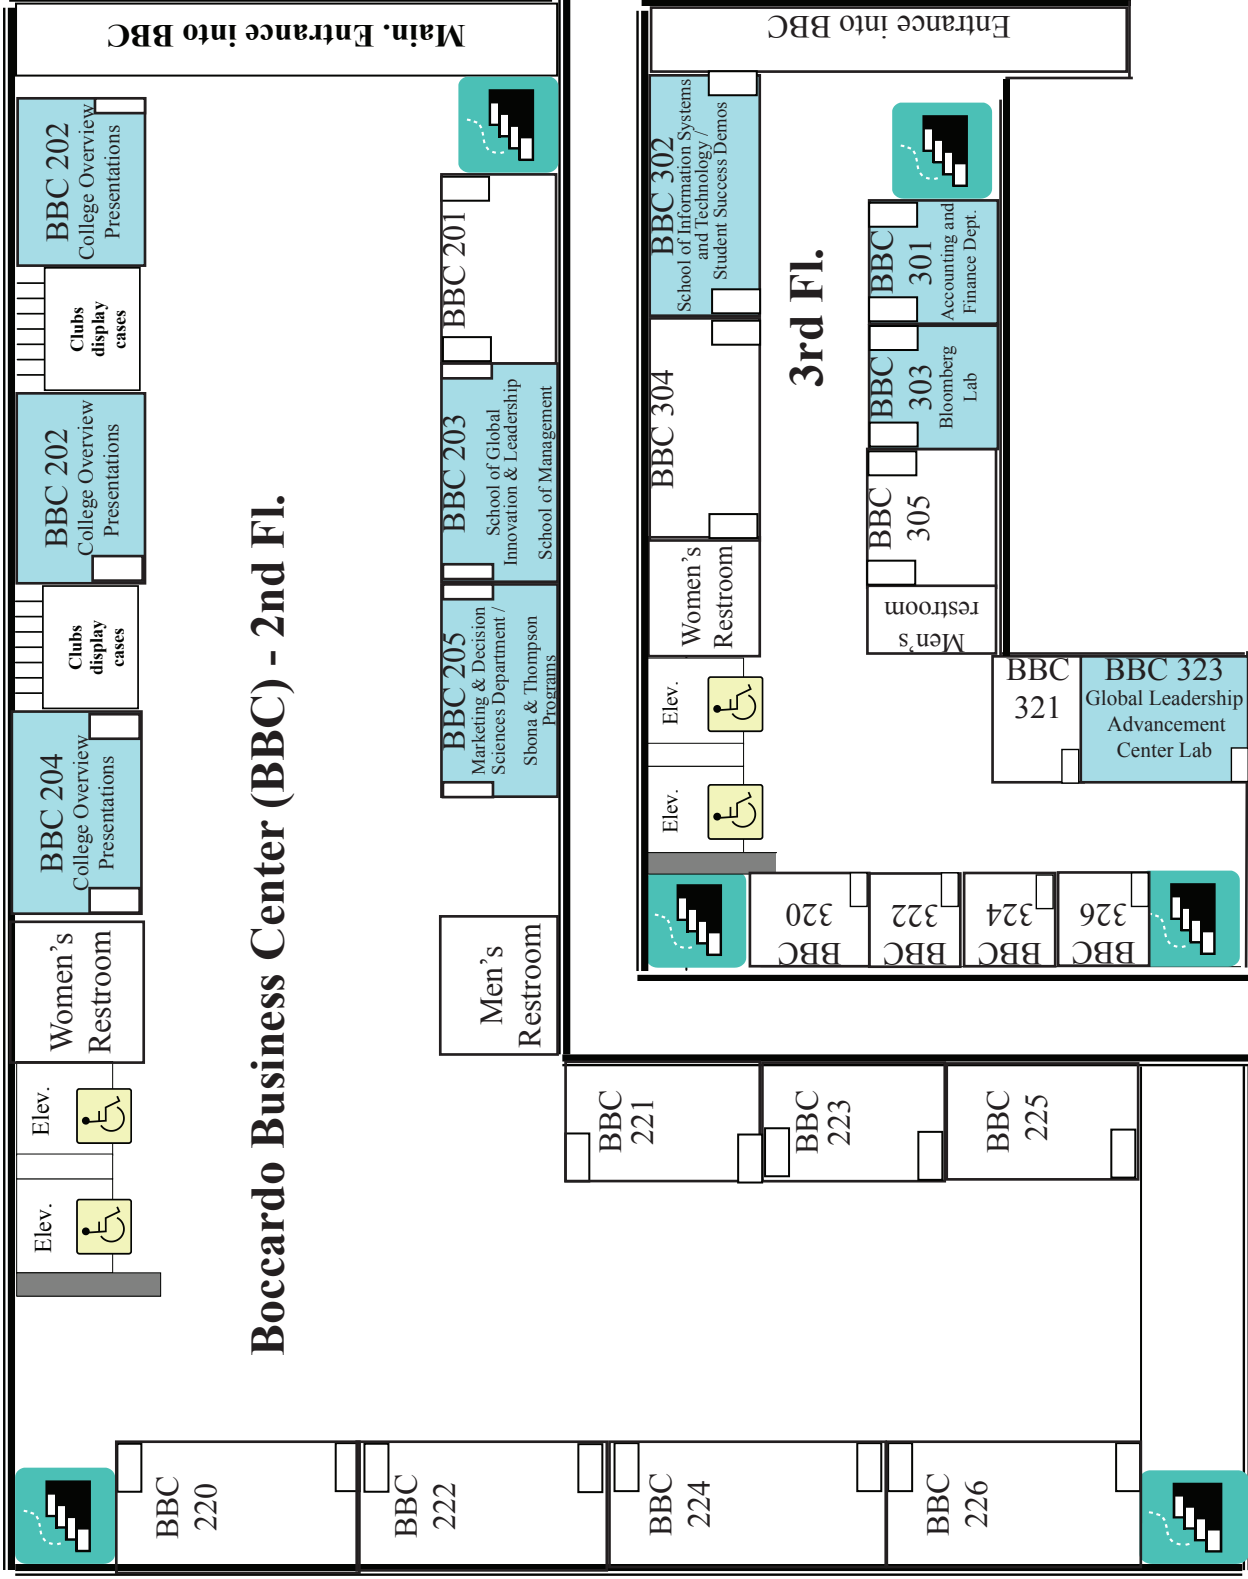 Main. Entrance into BBC
BBC 202
College Overview
Presentations
Clubs
display
cases
BBC 202
College Overview
Presentations
Clubs
display
cases
BBC 204
College Overview
Presentations
Women's
Restroom
Elev.
Elev.
Boccardo Business Center (BBC) - 2nd Fl.
BBC 201
BBC 203
School of Global
Innovation & Leadership
School of Management
BBC 205
Marketing & Decision
Sciences Department /
Sbona & Thompson
Programs
Men's
Restroom
BBC
221
BBC
223
BBC
225
BBC
220
BBC
222
BBC
224
BBC
226
Entrance into BBC
BBC 302
School of Information Systems
and Technology /
Student Success Demos
BBC 304
Women's
Restroom
Elev.
Elev.
3rd Fl.
BBC
301
Accounting and
Finance Dept.
BBC
303
Bloomberg
Lab
BBC
305
Men's
restroom
BBC
321
BBC 323
Global Leadership
Advancement
Center Lab
BBC
320
BBC
322
BBC
324
BBC
326